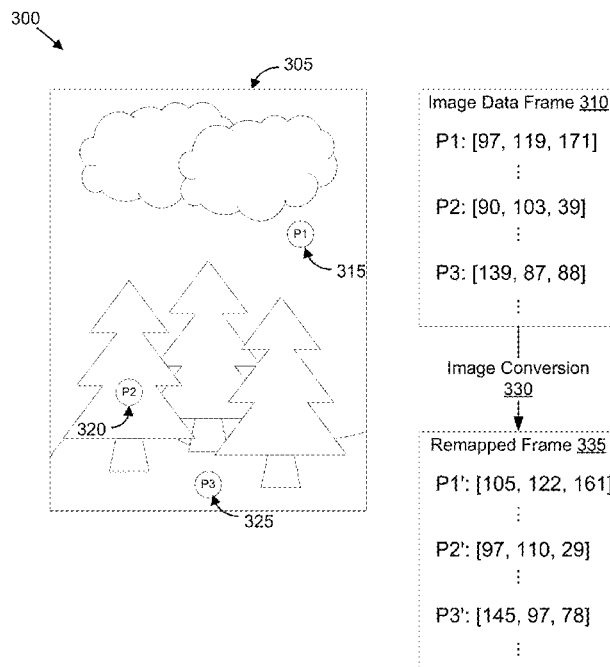 300
305
P1
315
P2
320
P3
325
Image Data Frame 310
P1: [97, 119, 171]
⋮
P2: [90, 103, 39]
⋮
P3: [139, 87, 88]
⋮
Image Conversion
330
Remapped Frame 335
P1': [105, 122, 161]
⋮
P2': [97, 110, 29]
⋮
P3': [145, 97, 78]
⋮